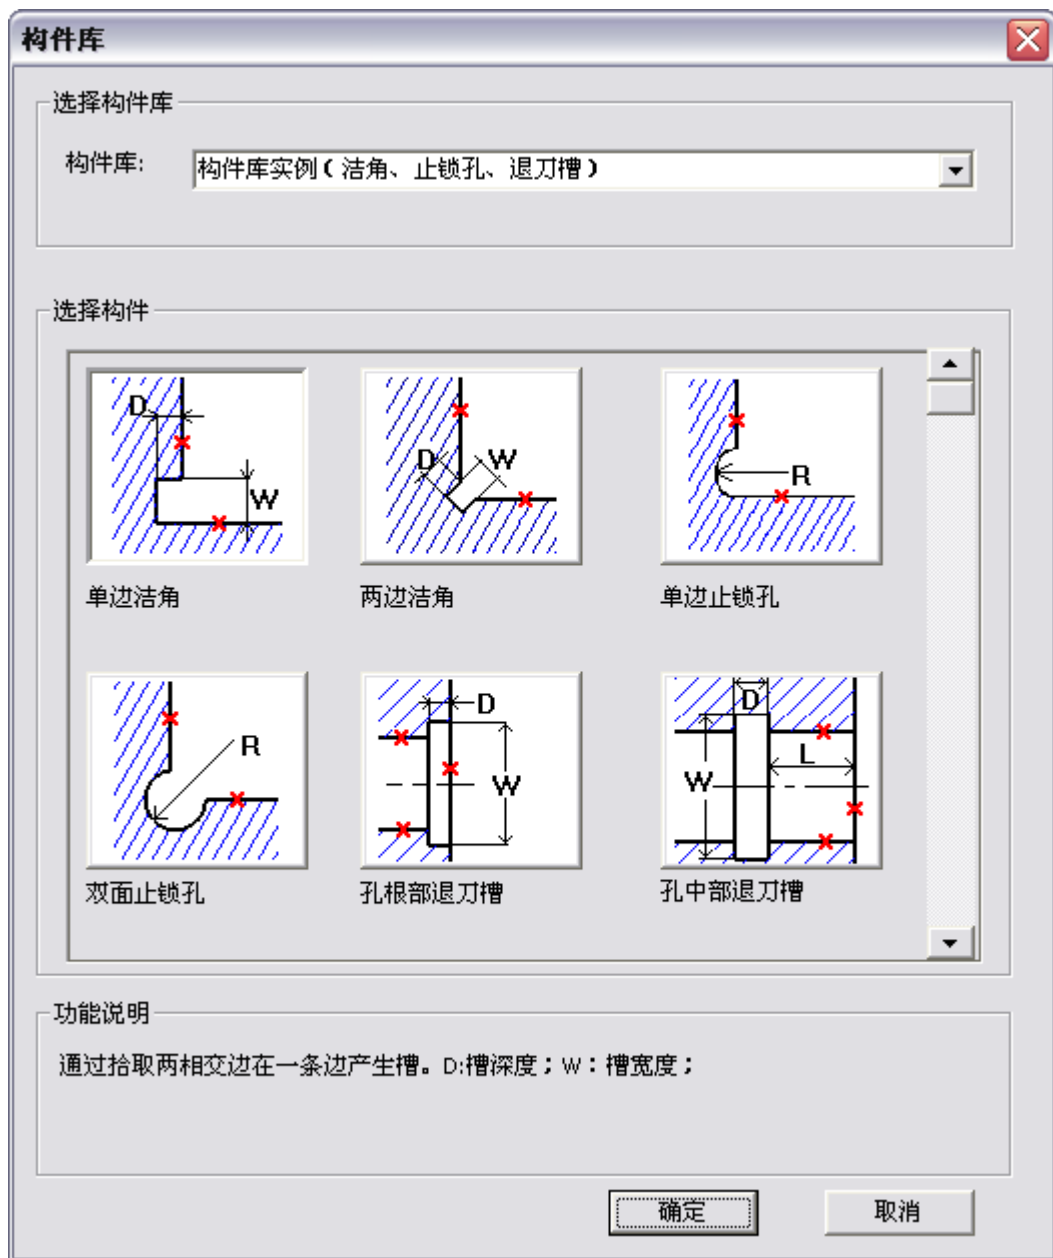 构件库
选择构件库
构件库:
构件库实例(洁角、止锁孔、退刀槽)
选择构件
D
W
D
W
R
单边洁角
两边洁角
单边止锁孔
R
D
W
D
L
W
双面止锁孔
孔根部退刀槽
孔中部退刀槽
功能说明
通过拾取两相交边在一条边产生槽。D:槽深度；W：槽宽度；
确定
取消